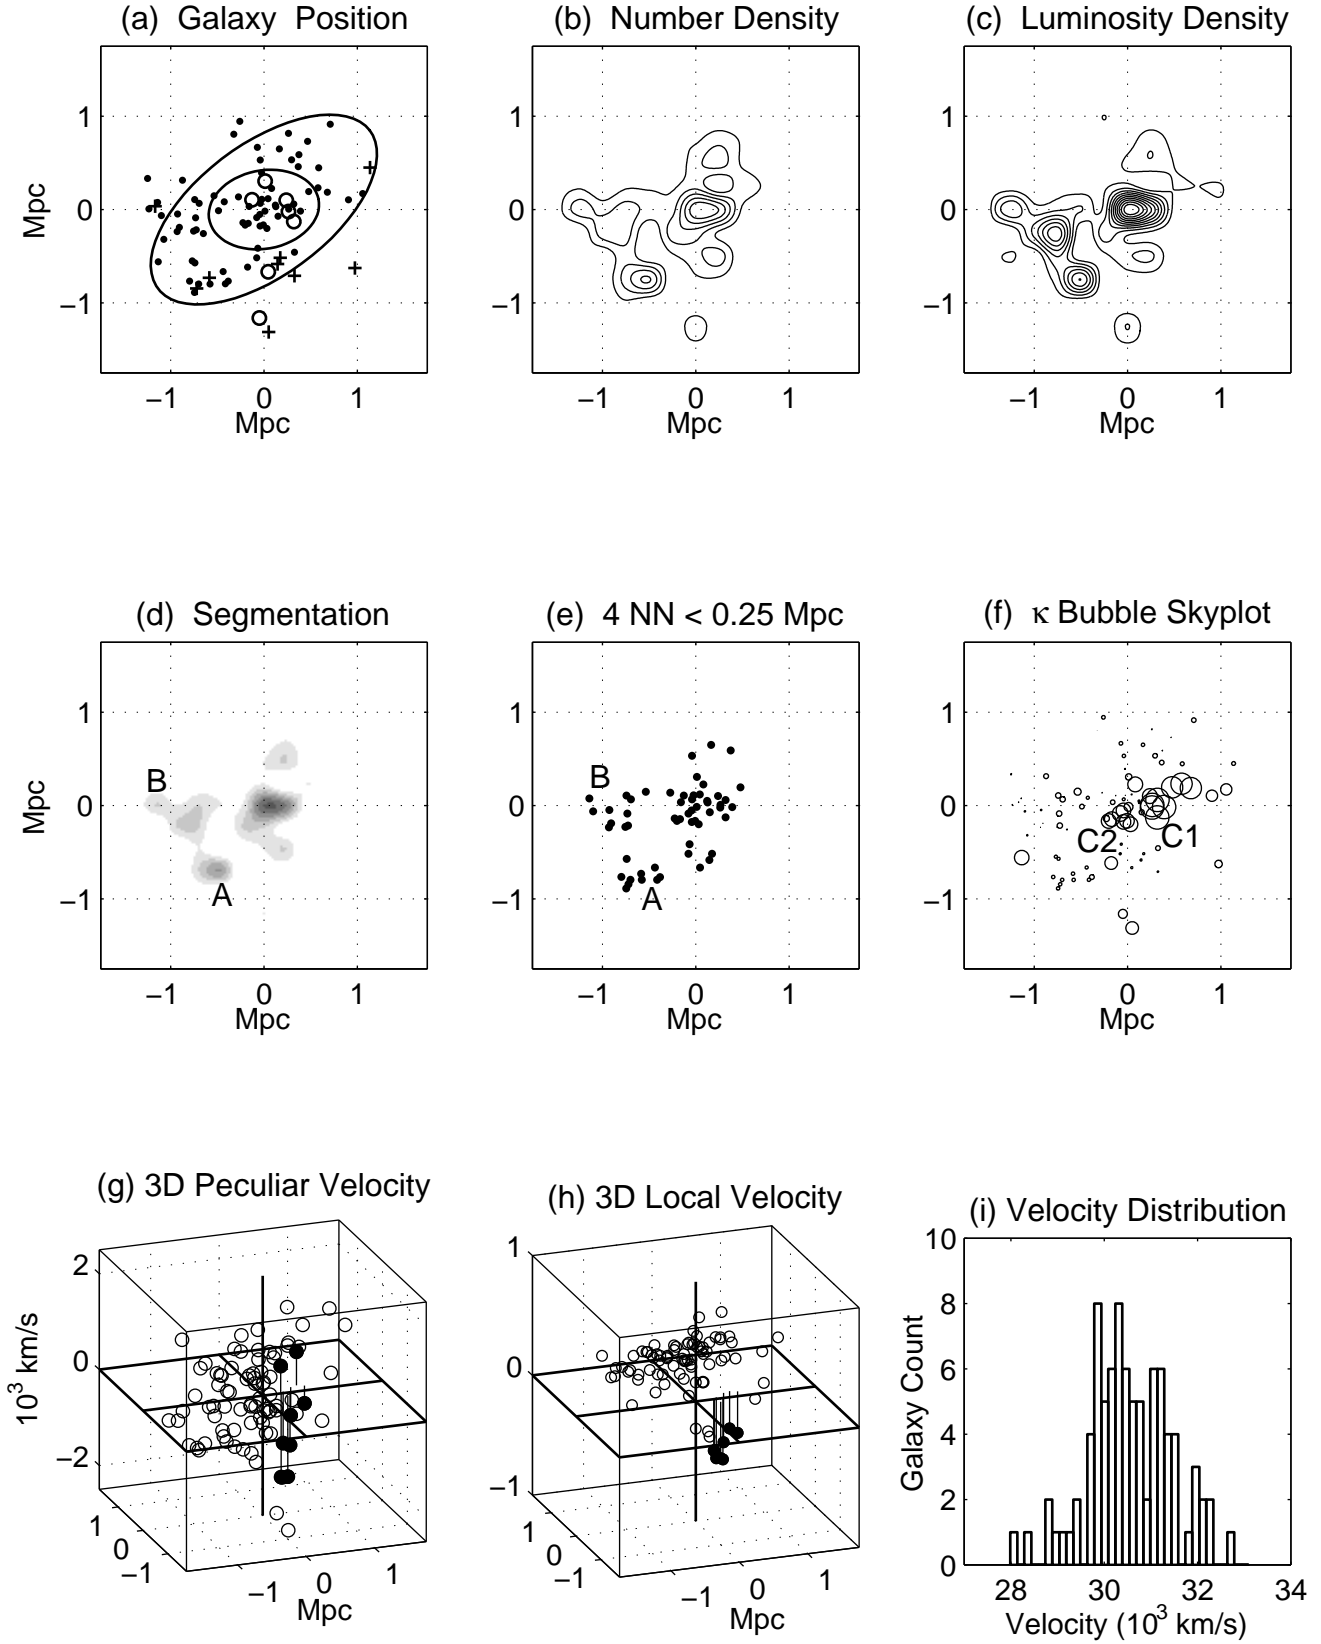 (a) Galaxy Position
(b) Number Density
(c) Luminosity Density
Mpc
1
0
−1
−1 0 1
Mpc
1
0
−1
−1 0 1
Mpc
1
0
−1
−1 0 1
Mpc
(d) Segmentation
(e) 4 NN < 0.25 Mpc
(f) κ Bubble Skyplot
Mpc
1
0
−1
B
A
−1 0 1
Mpc
1
0
−1
B
A
−1 0 1
Mpc
1
0
−1
C2 C1
−1 0 1
Mpc
(g) 3D Peculiar Velocity
(h) 3D Local Velocity
(i) Velocity Distribution
10³ km/s
2
0
−2
1
0
−1
−1 0 1
Mpc
1
0
−1
1
0
−1
−1 0 1
Mpc
Galaxy Count
10
8
6
4
2
0
28 30 32 34
Velocity (10³ km/s)